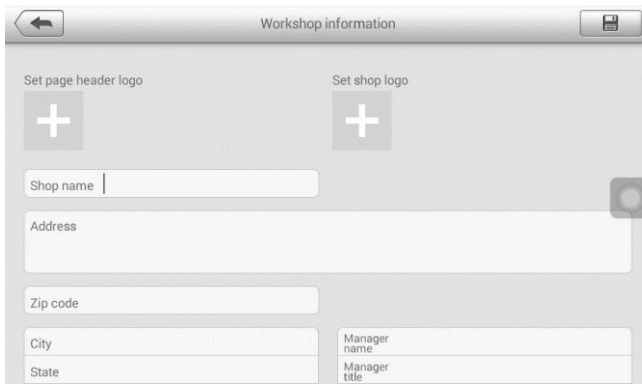 Workshop information
Set page header logo
Set shop logo
Shop name
Address
Zip code
City
Manager
name
State
Manager
title